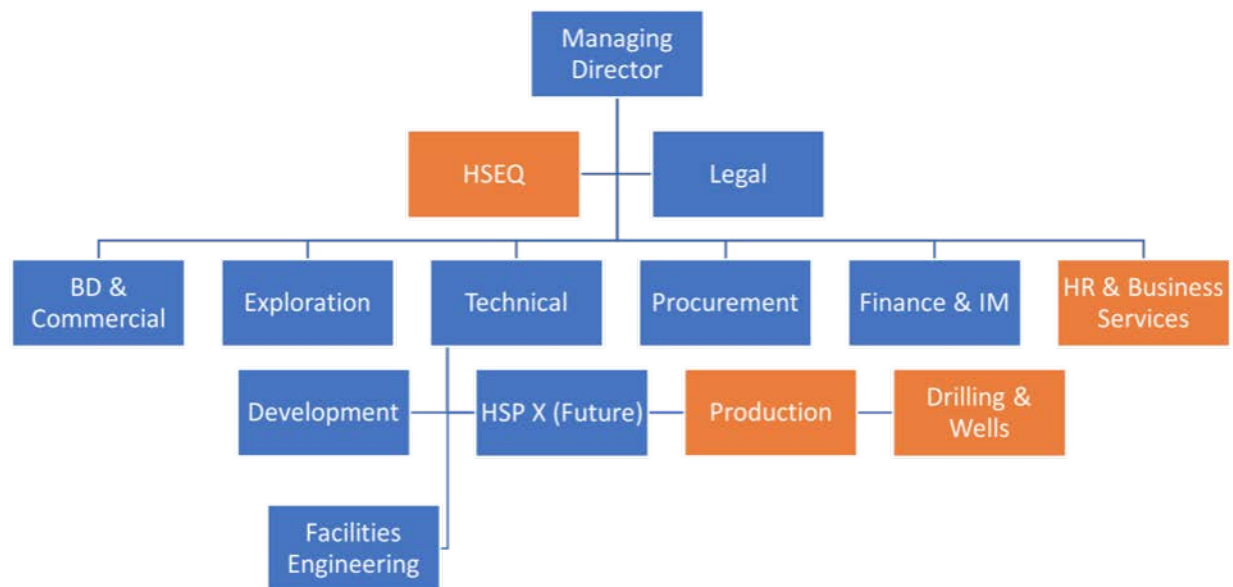 Managing
Director
HSEQ
Legal
BD &
Commercial
Exploration
Technical
Procurement
Finance & IM
HR & Business
Services
Development
HSP X (Future)
Production
Drilling &
Wells
Facilities
Engineering